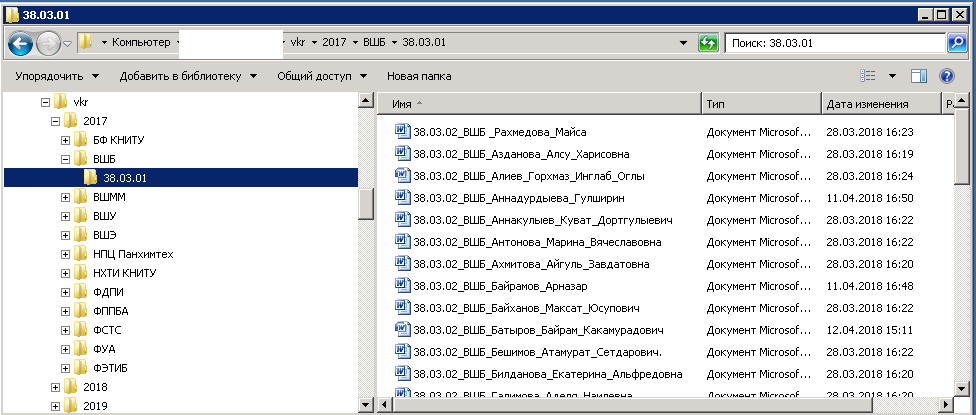 38.03.01
Компьютер vkr 2017 ВШБ 38.03.01 Поиск: 38.03.01
Упорядочить Добавить в библиотеку Общий доступ Новая папка
vkr
2017
БФ КНИТУ
ВШБ
38.03.01
ВШММ
ВШУ
ВШЭ
НПЦ Панхимтех
НХТИ КНИТУ
ФДПИ
ФППБА
ФСТС
ФУА
ФЭТИБ
2018
2019
Имя Тип Дата изменения Р
38.03.02_ВШБ _Рахмедова_Майса Документ Microsof... 28.03.2018 16:23
38.03.02_ВШБ_Азданова_Алсу_Харисовна Документ Microsof... 28.03.2018 16:19
38.03.02_ВШБ_Алиев_Горхмаз_Инглаб_Оглы Документ Microsof... 28.03.2018 16:24
38.03.02_ВШБ_Аннадурдыева_Гулширин Документ Microsof... 11.04.2018 16:50
38.03.02_ВШБ_Аннакулыев_Куват_Дортгулыевич Документ Microsof... 28.03.2018 16:22
38.03.02_ВШБ_Антонова_Марина_Вячеславовна Документ Microsof... 28.03.2018 16:22
38.03.02_ВШБ_Ахмитова_Айгуль_Завдатовна Документ Microsof... 28.03.2018 16:20
38.03.02_ВШБ_Байрамов_Арназар Документ Microsof... 11.04.2018 16:48
38.03.02_ВШБ_Байханов_Максат_Юсупович Документ Microsof... 28.03.2018 16:22
38.03.02_ВШБ_Батыров_Байрам_Какамурадович Документ Microsof... 12.04.2018 15:11
38.03.02_ВШБ_Бешимов_Атамурат_Сетдарович. Документ Microsof... 28.03.2018 16:22
38.03.02_ВШБ_Билданова_Екатерина_Альфредовна Документ Microsof... 28.03.2018 16:20
38.03.02_ВШБ_Галимова_Аделя_Наилевна Документ Microsof... 28.03.2018 16:20